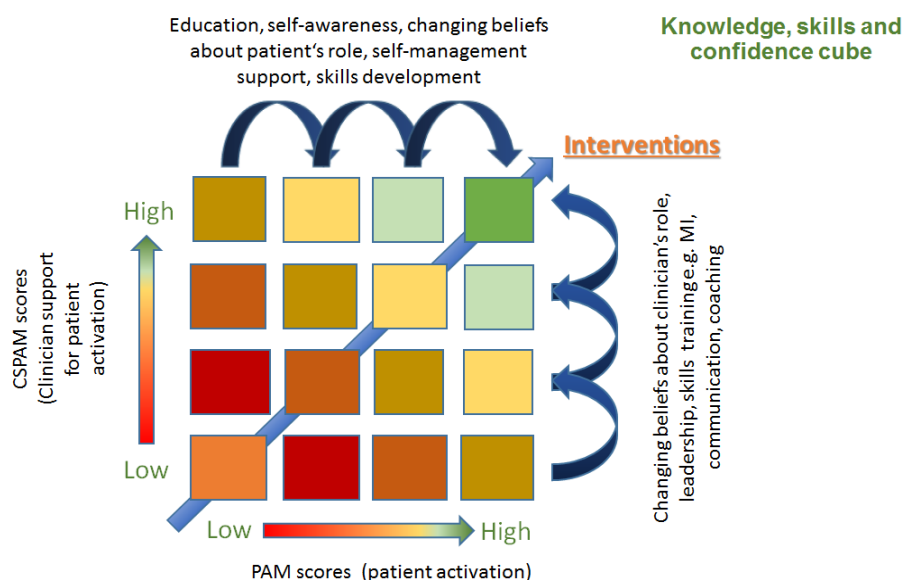 Education, self-awareness, changing beliefs
about patient‘s role, self-management
support, skills development
Knowledge, skills and
confidence cube
Interventions
High
CSPAM scores
(Clinician support
for patient
activation)
Low
Changing beliefs about clinician’s role,
leadership, skills traininge.g. MI,
communication, coaching
Low
High
PAM scores (patient activation)